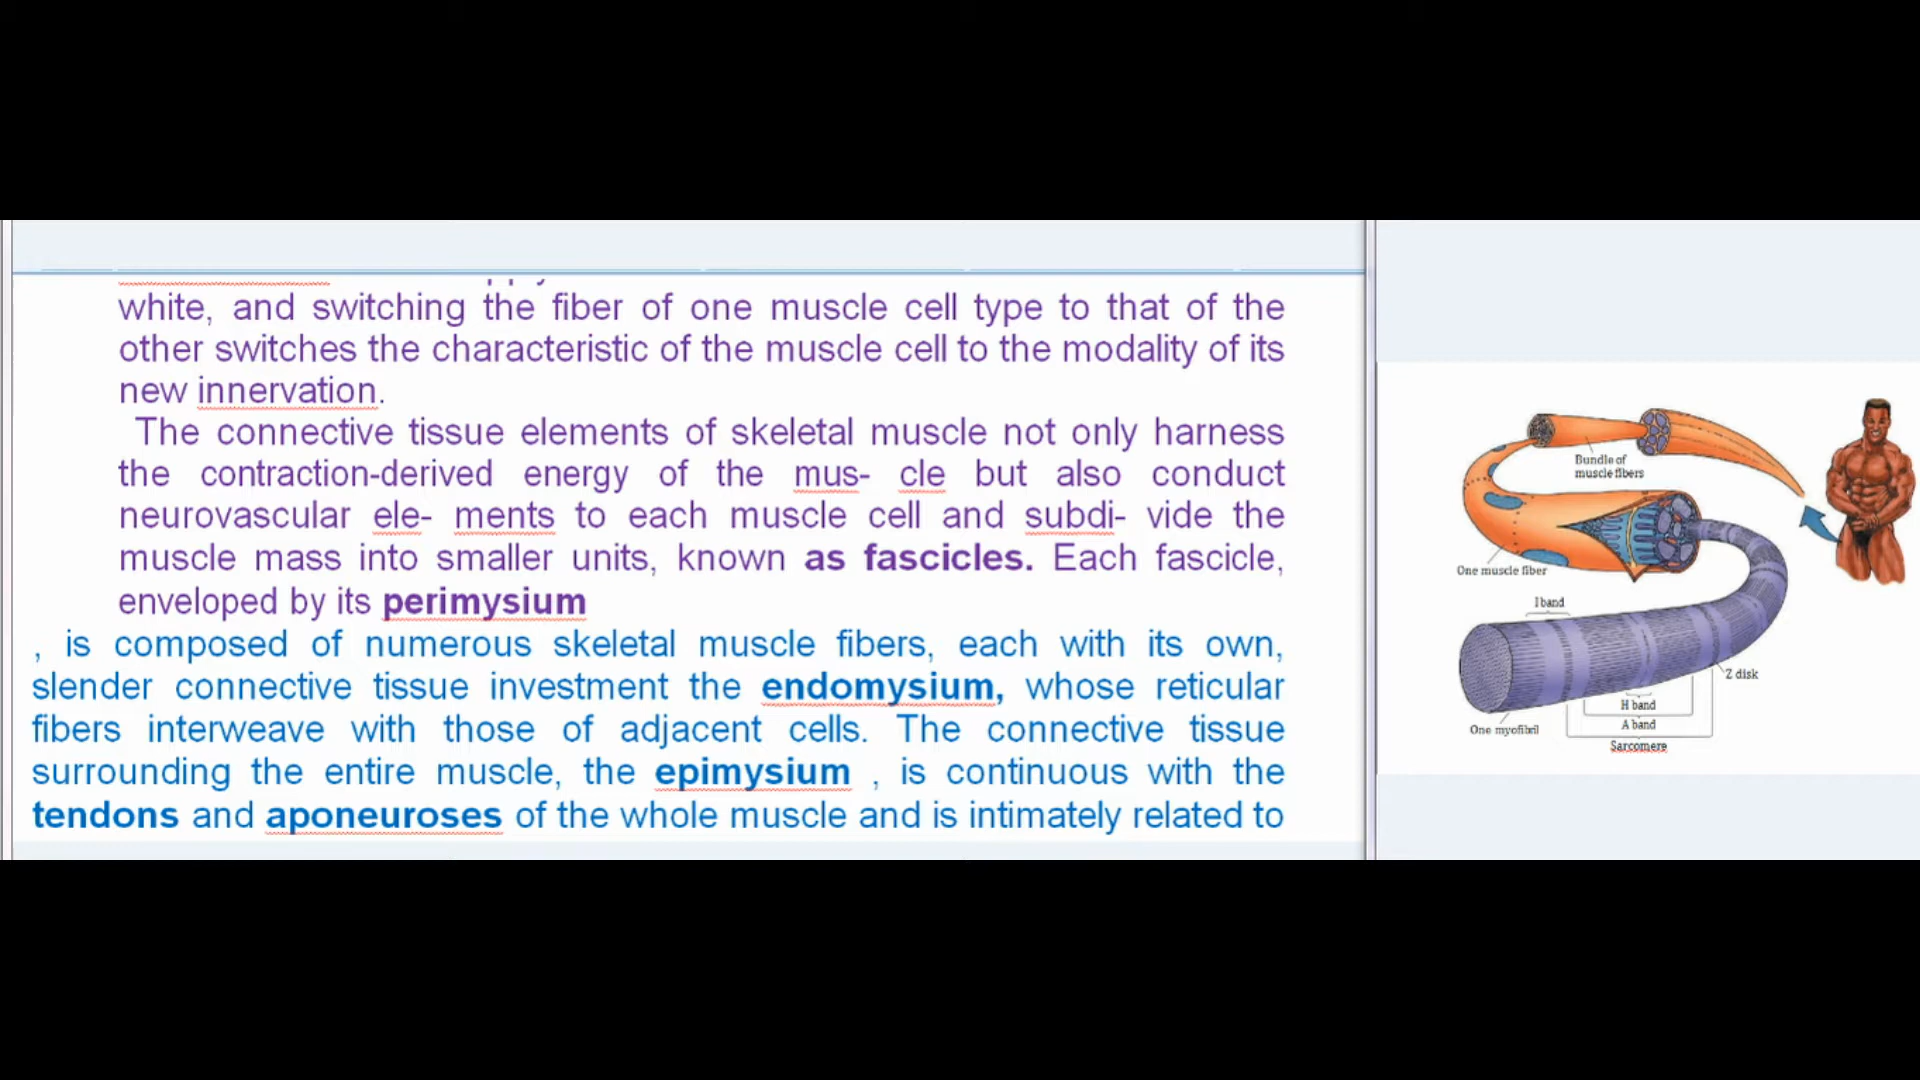 white, and switching the fiber of one muscle cell type to that of the
other switches the characteristic of the muscle cell to the modality of its
new innervation.
The connective tissue elements of skeletal muscle not only harness
the contraction-derived energy of the mus- cle but also conduct
neurovascular ele- ments to each muscle cell and subdi- vide the
muscle mass into smaller units, known as fascicles. Each fascicle,
enveloped by its perimysium
, is composed of numerous skeletal muscle fibers, each with its own,
slender connective tissue investment the endomysium, whose reticular
fibers interweave with those of adjacent cells. The connective tissue
surrounding the entire muscle, the epimysium , is continuous with the
tendons and aponeuroses of the whole muscle and is intimately related to
Bundle of
muscle fibers
One muscle fiber
I band
Z disk
H band
A band
One myofibril
Sarcomere